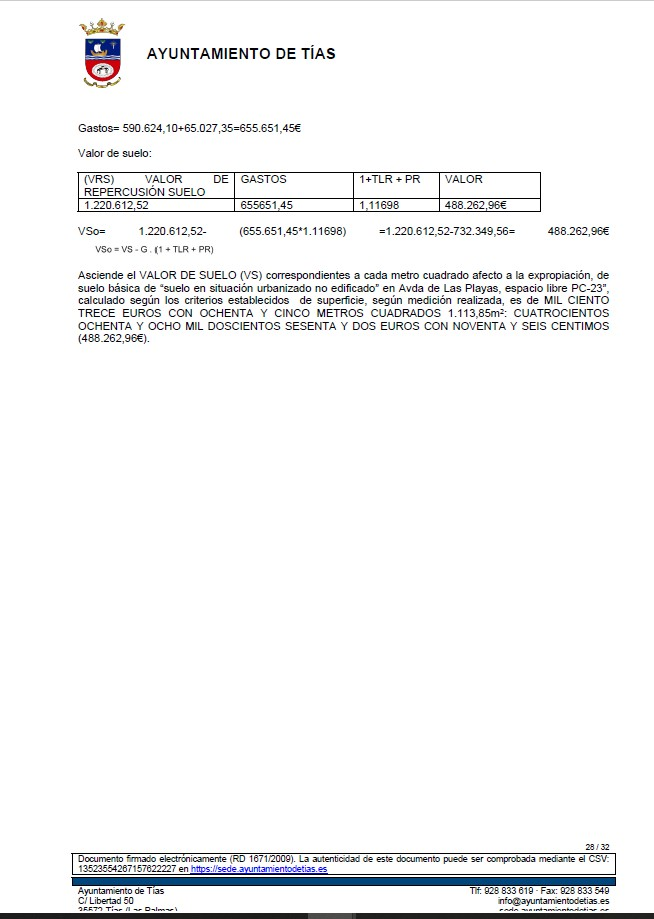 AYUNTAMIENTO DE TÍAS
Gastos= 590.624,10+65.027,35=655.651,45€
Valor de suelo:
(VRS) VALOR DE GASTOS 1+TLR + PR VALOR
REPERCUSIÓN SUELO
1.220.612,52 655651,45 1,11698 488.262,96€
VSo= 1.220.612,52- (655.651,45*1.11698) =1.220.612,52-732.349,56= 488.262,96€
VSo = VS - G . (1 + TLR + PR)
Asciende el VALOR DE SUELO (VS) correspondientes a cada metro cuadrado afecto a la expropiación, de
suelo básica de “suelo en situación urbanizado no edificado” en Avda de Las Playas, espacio libre PC-23”,
calculado según los criterios establecidos de superficie, según medición realizada, es de MIL CIENTO
TRECE EUROS CON OCHENTA Y CINCO METROS CUADRADOS 1.113,85m²: CUATROCIENTOS
OCHENTA Y OCHO MIL DOSCIENTOS SESENTA Y DOS EUROS CON NOVENTA Y SEIS CENTIMOS
(488.262,96€).
28 / 32
Documento firmado electrónicamente (RD 1671/2009). La autenticidad de este documento puede ser comprobada mediante el CSV:
13523554267157622227 en https://sede.ayuntamientodetias.es
Ayuntamiento de Tías Tlf: 928 833 619 · Fax: 928 833 549
C/ Libertad 50 info@ayuntamientodetias.es
35572 Tías (Las Palmas) sede.ayuntamientodetias.es